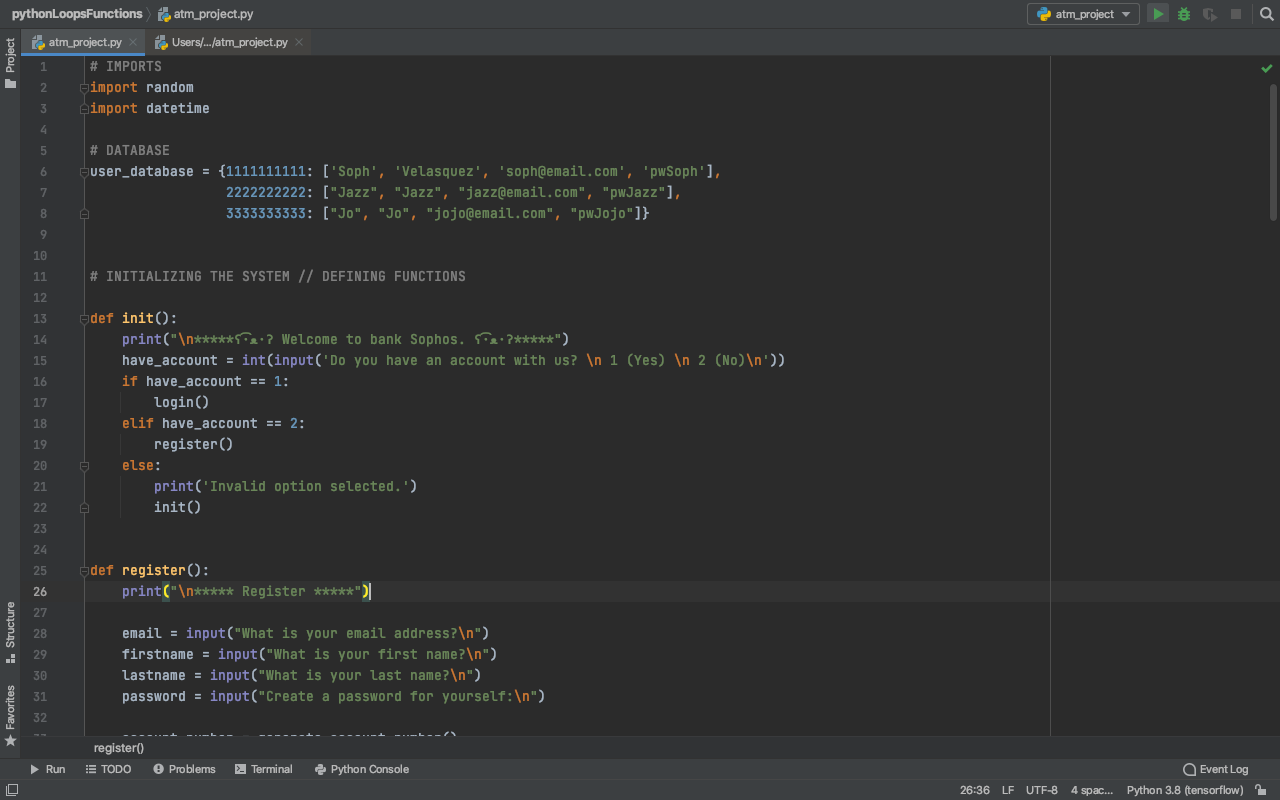 pythonLoopsFunctions atm_project.py atm_project
atm_project.py Users/.../atm_project.py
Project
Structure
Favorites
1 # IMPORTS
2 import random
3 import datetime
4
5 # DATABASE
6 user_database = {1111111111: ['Soph', 'Velasquez', 'soph@email.com', 'pwSoph'],
7 2222222222: ["Jazz", "Jazz", "jazz@email.com", "pwJazz"],
8 3333333333: ["Jo", "Jo", "jojo@email.com", "pwJojo"]}
9
10
11 # INITIALIZING THE SYSTEM // DEFINING FUNCTIONS
12
13 def init():
14 print("\n*****ʕ·͡ᴥ·ʔ Welcome to bank Sophos. ʕ·͡ᴥ·ʔ*****")
15 have_account = int(input('Do you have an account with us? \n 1 (Yes) \n 2 (No)\n'))
16 if have_account == 1:
17 login()
18 elif have_account == 2:
19 register()
20 else:
21 print('Invalid option selected.')
22 init()
23
24
25 def register():
26 print("\n***** Register *****")
27
28 email = input("What is your email address?\n")
29 firstname = input("What is your first name?\n")
30 lastname = input("What is your last name?\n")
31 password = input("Create a password for yourself:\n")
32
register()
Run TODO Problems Terminal Python Console Event Log
26:36 LF UTF-8 4 spac... Python 3.8 (tensorflow)